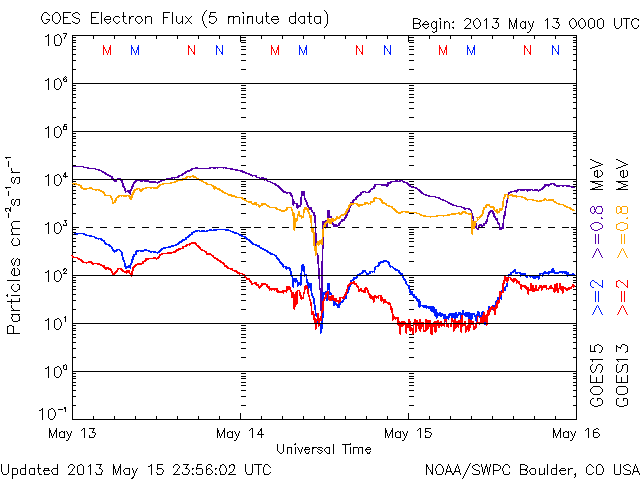 GOES Electron Flux (5 minute data)
Begin: 2013 May 13 0000 UTC
10^7
M M N N M M N N M M N N
10^6
10^5
10^4
10^3
10^2
10^1
10^0
10^-1
Particles cm^-2s^-1sr^-1
May 13 May 14 May 15 May 16
Universal Time
GOES15 >=2 >=0.8 MeV
GOES13 >=2 >=0.8 MeV
Updated 2013 May 15 23:56:02 UTC
NOAA/SWPC Boulder, CO USA